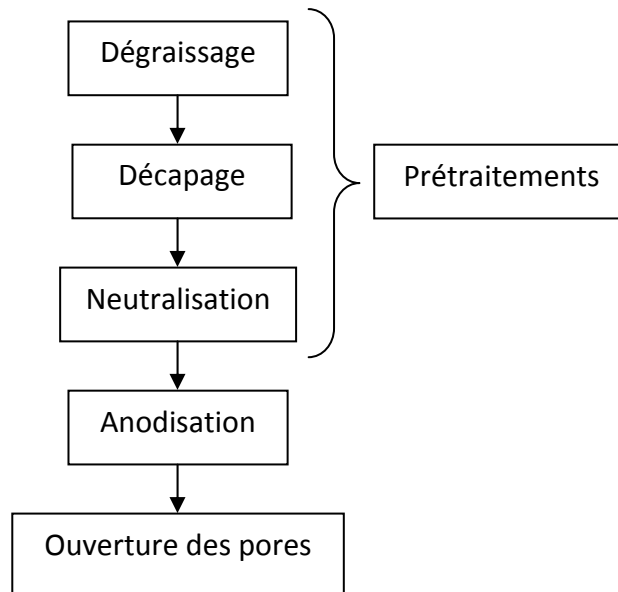 Dégraissage
Décapage
Prétraitements
Neutralisation
Anodisation
Ouverture des pores